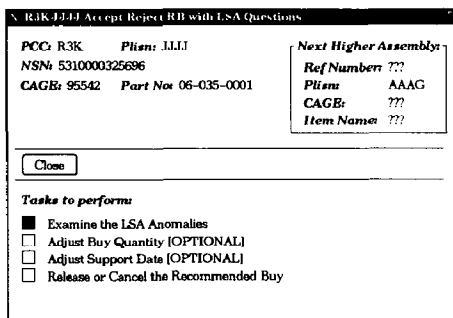 R3K-JJJJ Accept Reject RB with LSA Questions
PCC: R3K Plisn: JJJJ
NSN: 5310000325696
CAGE: 95542 Part No: 06-035-0001
Next Higher Assembly:
Ref Number: ???
Plisn: AAAG
CAGE: ???
Item Name: ???
Close
Tasks to perform:
Examine the LSA Anomalies
Adjust Buy Quantity [OPTIONAL]
Adjust Support Date [OPTIONAL]
Release or Cancel the Recommended Buy